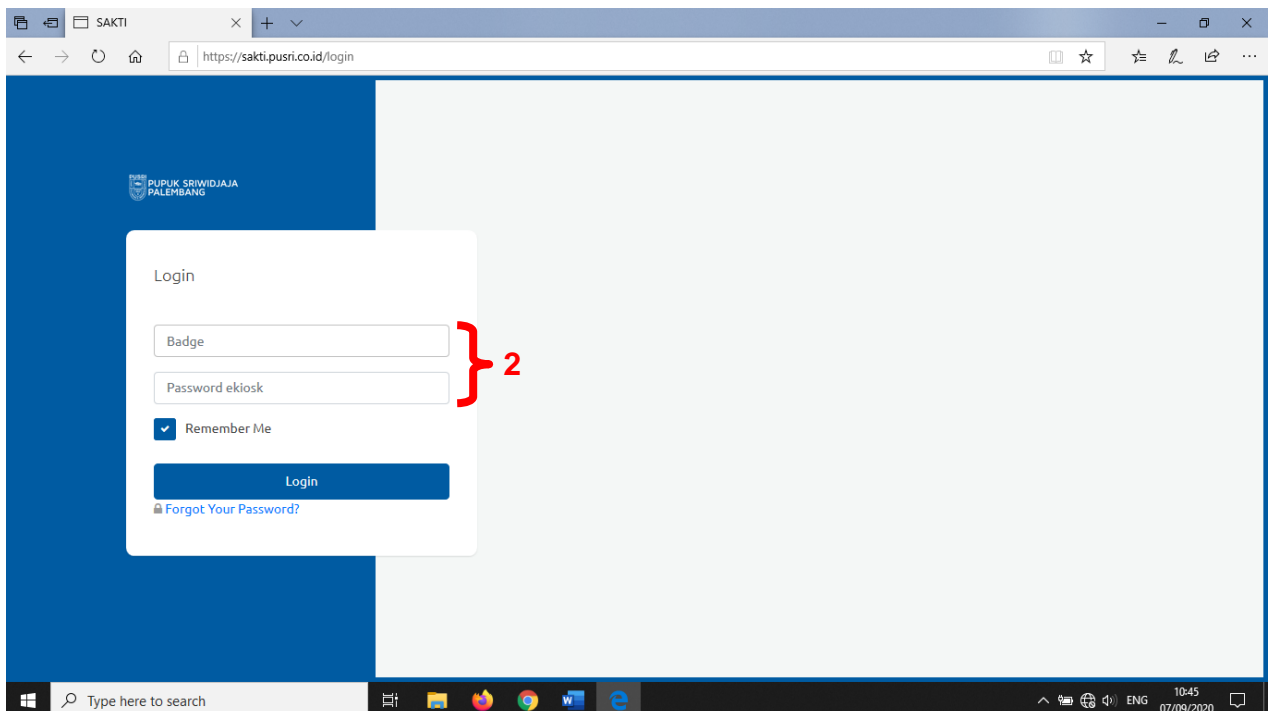 SAKTI
https://sakti.pusri.co.id/login
PUSRI
PUPUK SRIWIDJAJA
PALEMBANG
Login
Badge
Password ekiosk
2
Remember Me
Login
Forgot Your Password?
Type here to search
ENG
10:45
07/09/2020